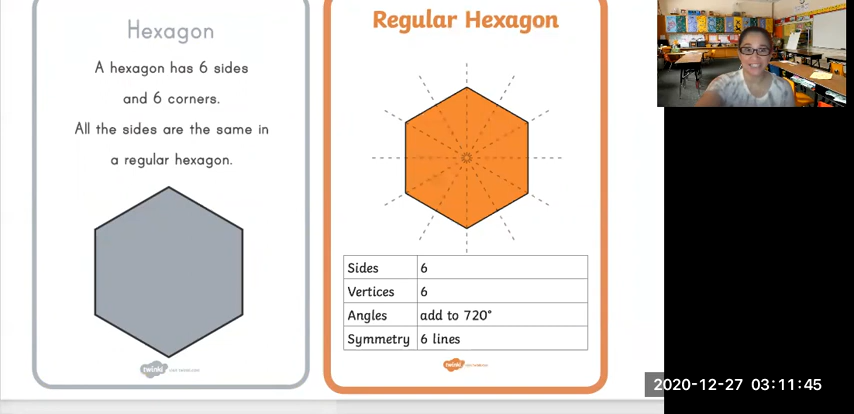 Hexagon
A hexagon has 6 sides
and 6 corners.
All the sides are the same in
a regular hexagon.
twinkl
Regular Hexagon
Sides 6
Vertices 6
Angles add to 720°
Symmetry 6 lines
twinkl
2020-12-27 03:11:45